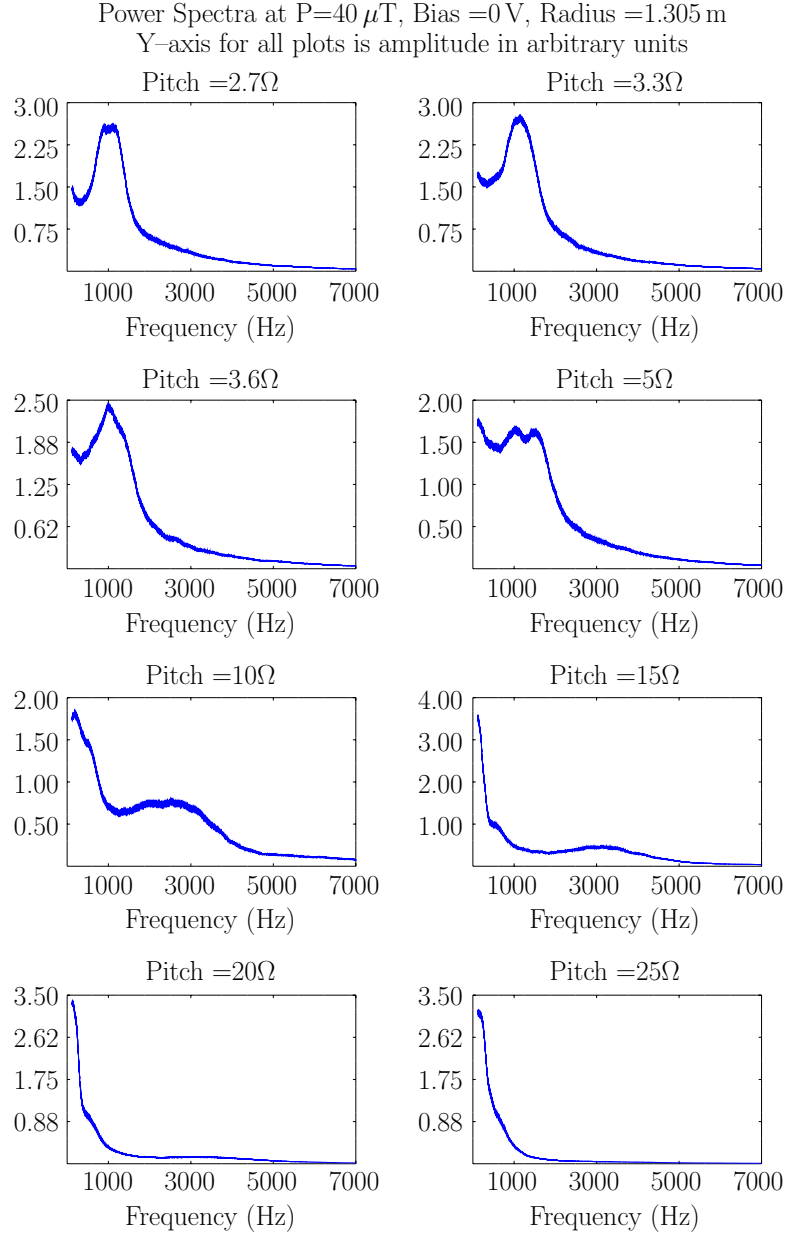 Power Spectra at P=40 μT, Bias =0 V, Radius =1.305 m
Y–axis for all plots is amplitude in arbitrary units
Pitch =2.7Ω
3.00
2.25
1.50
0.75
1000 3000 5000 7000
Frequency (Hz)
Pitch =3.3Ω
3.00
2.25
1.50
0.75
1000 3000 5000 7000
Frequency (Hz)
Pitch =3.6Ω
2.50
1.88
1.25
0.62
1000 3000 5000 7000
Frequency (Hz)
Pitch =5Ω
2.00
1.50
1.00
0.50
1000 3000 5000 7000
Frequency (Hz)
Pitch =10Ω
2.00
1.50
1.00
0.50
1000 3000 5000 7000
Frequency (Hz)
Pitch =15Ω
4.00
3.00
2.00
1.00
1000 3000 5000 7000
Frequency (Hz)
Pitch =20Ω
3.50
2.62
1.75
0.88
1000 3000 5000 7000
Frequency (Hz)
Pitch =25Ω
3.50
2.62
1.75
0.88
1000 3000 5000 7000
Frequency (Hz)